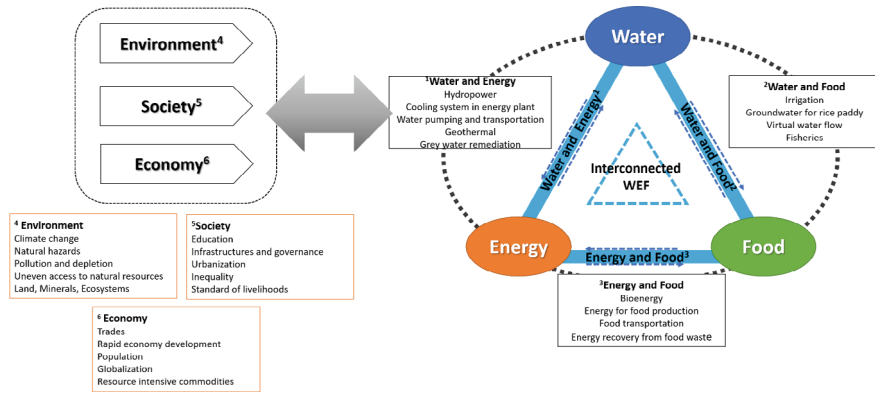 Environment⁴
Society⁵
Economy⁶
⁴ Environment
Climate change
Natural hazards
Pollution and depletion
Uneven access to natural resources
Land, Minerals, Ecosystems
⁵Society
Education
Infrastructures and governance
Urbanization
Inequality
Standard of livelihoods
⁶ Economy
Trades
Rapid economy development
Population
Globalization
Resource intensive commodities
Water
¹Water and Energy
Hydropower
Cooling system in energy plant
Water pumping and transportation
Geothermal
Grey water remediation
Water and Energy¹
Water and Food²
²Water and Food
Irrigation
Groundwater for rice paddy
Virtual water flow
Fisheries
Interconnected
WEF
Energy
Food
Energy and Food³
³Energy and Food
Bioenergy
Energy for food production
Food transportation
Energy recovery from food waste